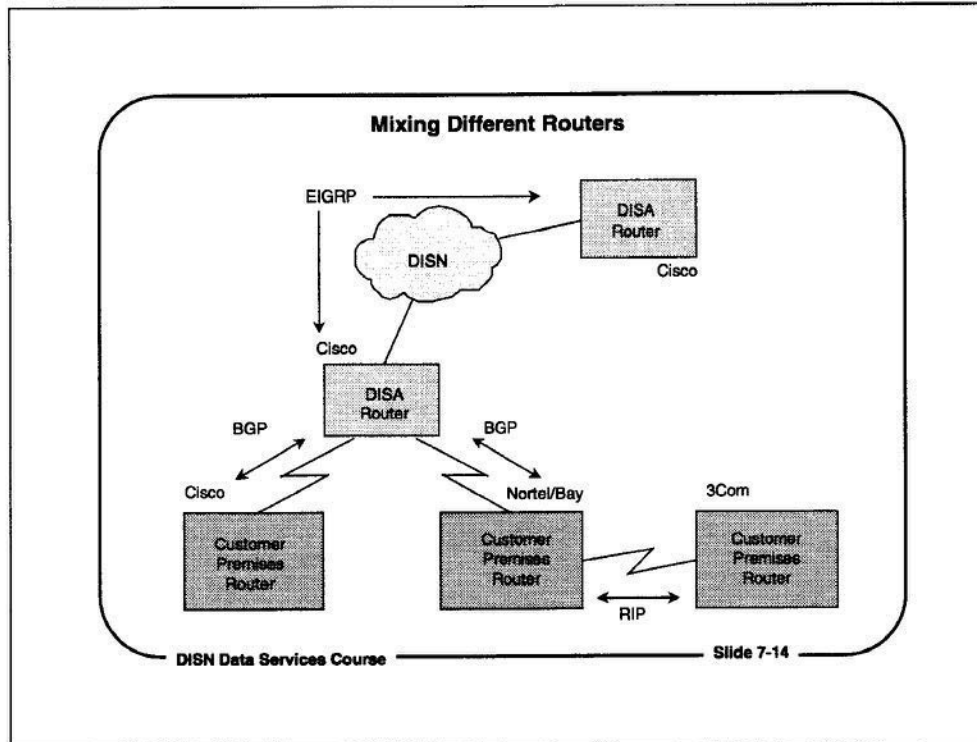 Mixing Different Routers
EIGRP
DISA
Router
DISN
Cisco
Cisco
DISA
Router
BGP
BGP
Cisco
Nortel/Bay
3Com
Customer
Premises
Router
Customer
Premises
Router
Customer
Premises
Router
RIP
DISN Data Services Course
Slide 7-14